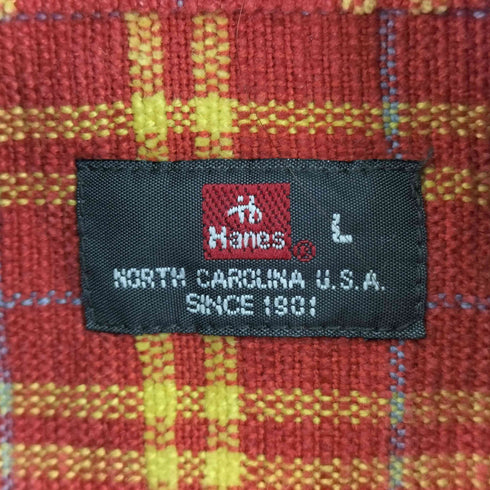 Hanes® L
NORTH CAROLINA U.S.A.
SINCE 1901